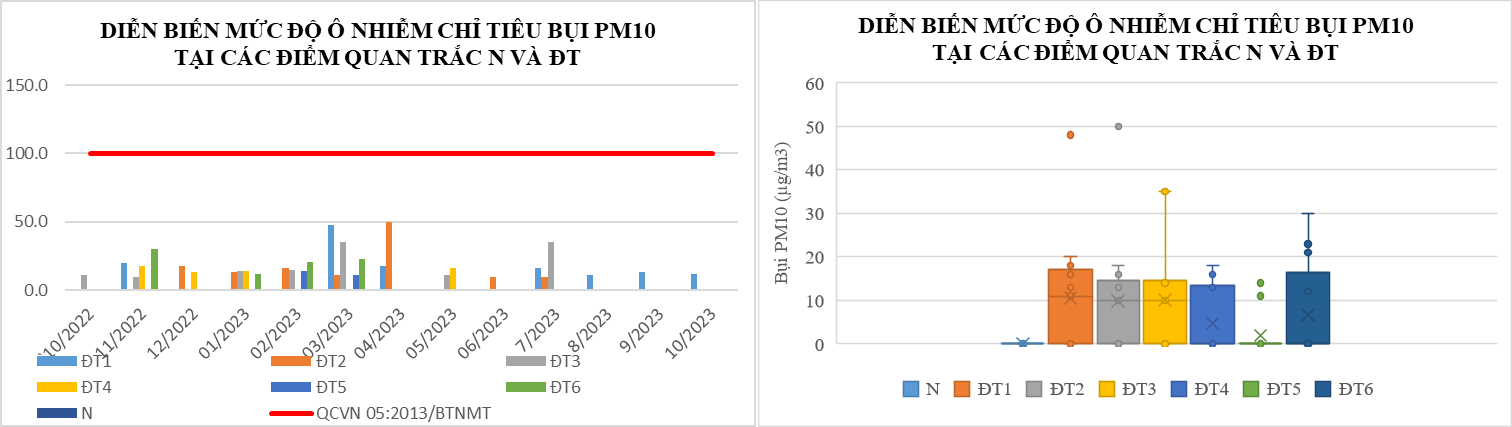 DIỄN BIẾN MỨC ĐỘ Ô NHIỄM CHỈ TIÊU BỤI PM10
TẠI CÁC ĐIỂM QUAN TRẮC N VÀ ĐT
150.0
100.0
50.0
0.0
10/2022
11/2022
12/2022
01/2023
02/2023
03/2023
04/2023
05/2023
06/2023
7/2023
8/2023
9/2023
10/2023
ĐT1 ĐT2 ĐT3
ĐT4 ĐT5 ĐT6
N QCVN 05:2013/BTNMT
DIỄN BIẾN MỨC ĐỘ Ô NHIỄM CHỈ TIÊU BỤI PM10
TẠI CÁC ĐIỂM QUAN TRẮC N VÀ ĐT
Bụi PM10 (µg/m3)
60
50
40
30
20
10
0
N ĐT1 ĐT2 ĐT3 ĐT4 ĐT5 ĐT6